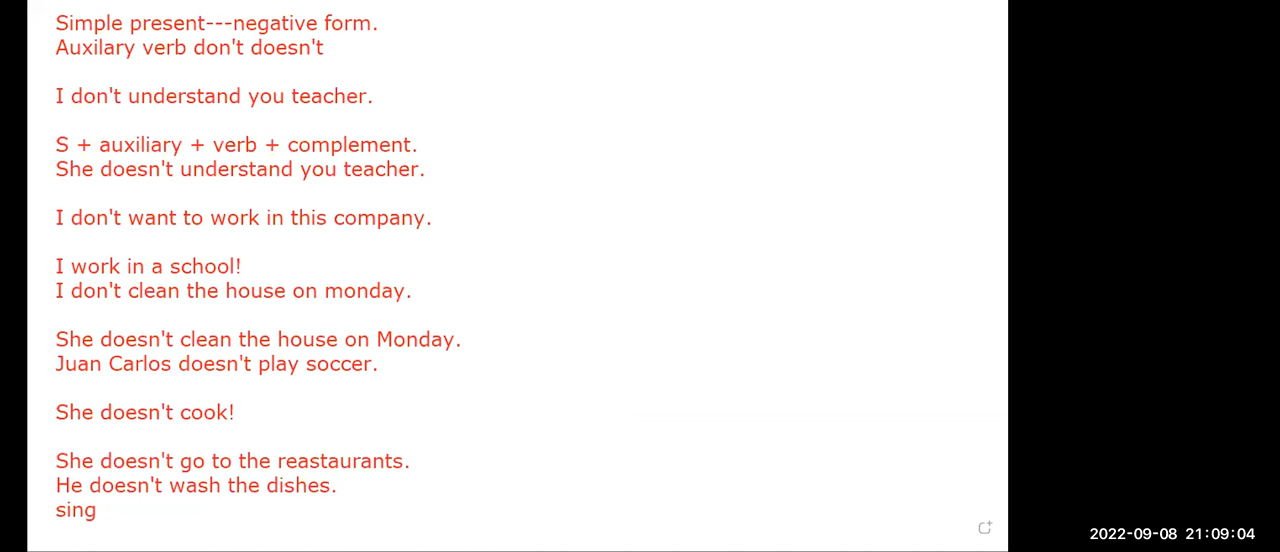 Simple present---negative form.
Auxilary verb don't doesn't
I don't understand you teacher.
S + auxiliary + verb + complement.
She doesn't understand you teacher.
I don't want to work in this company.
I work in a school!
I don't clean the house on monday.
She doesn't clean the house on Monday.
Juan Carlos doesn't play soccer.
She doesn't cook!
She doesn't go to the reastaurants.
He doesn't wash the dishes.
sing
2022-09-08 21:09:04